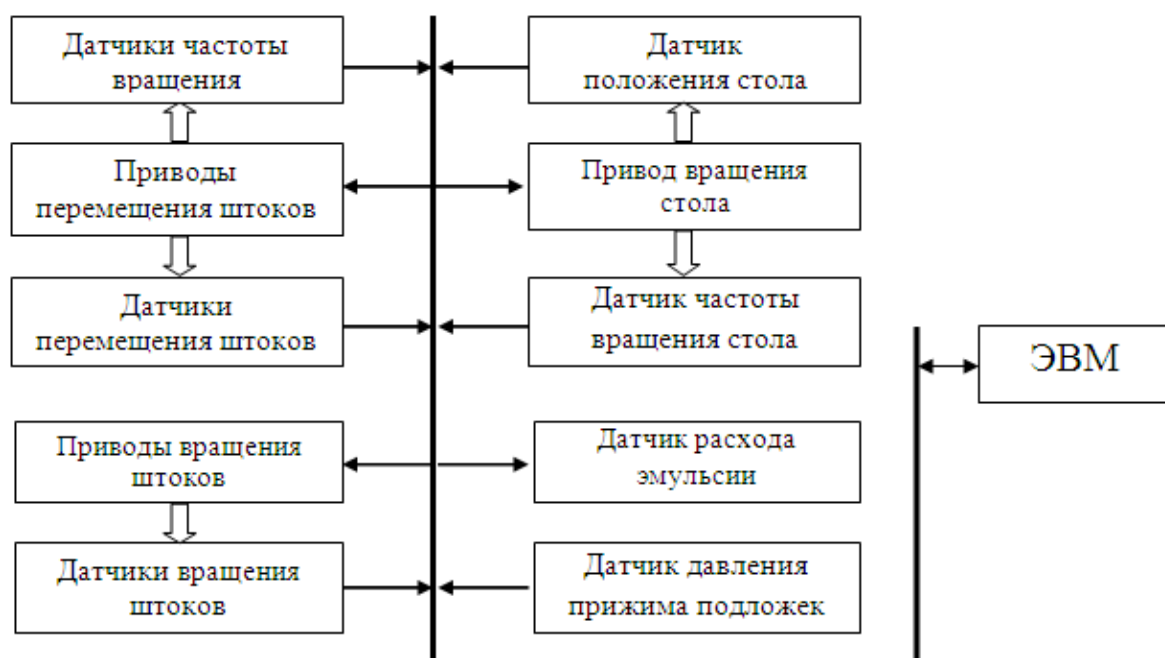 Датчики частоты
вращения
Датчик
положения стола
Приводы
перемещения штоков
Привод вращения
стола
Датчики
перемещения штоков
Датчик частоты
вращения стола
ЭВМ
Приводы вращения
штоков
Датчик расхода
эмульсии
Датчики вращения
штоков
Датчик давления
прижима подложек